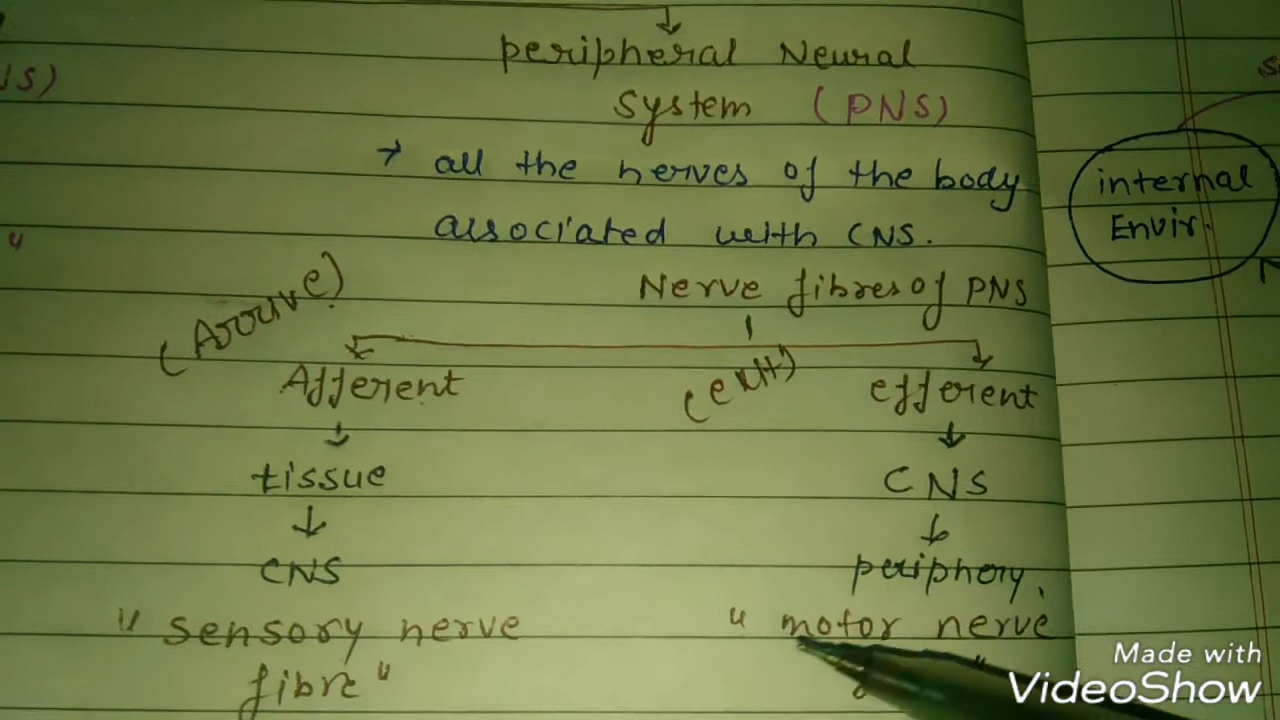 peripheral Neural
System (PNS)
NS)
→ all the nerves of the body
associated with CNS.
internal
Envir.
"
Nerve fibres of PNS
(Arrive)
(exit)
Afferent
efferent
tissue
CNS
CNS
periphery.
" sensory nerve
fibre "
" motor nerve
"
Made with
VideoShow